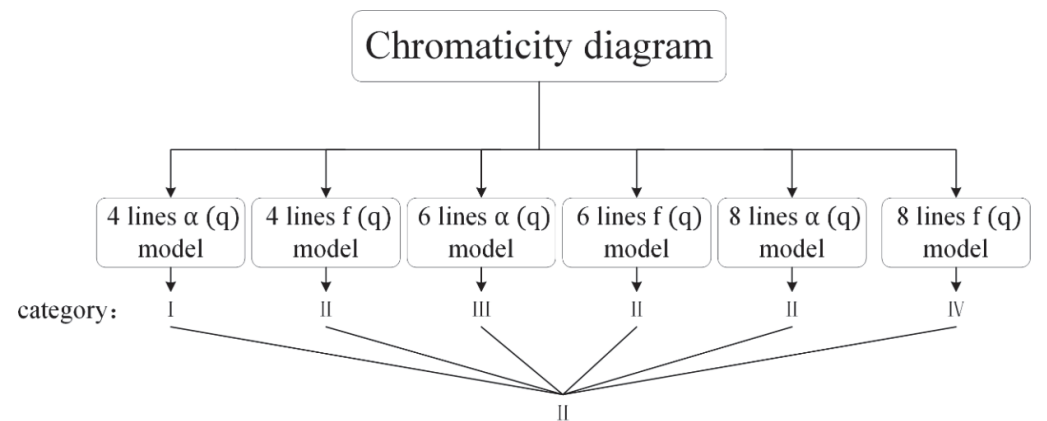 Chromaticity diagram
4 lines α (q)
model
4 lines f (q)
model
6 lines α (q)
model
6 lines f (q)
model
8 lines α (q)
model
8 lines f (q)
model
category： I II III II II IV
II